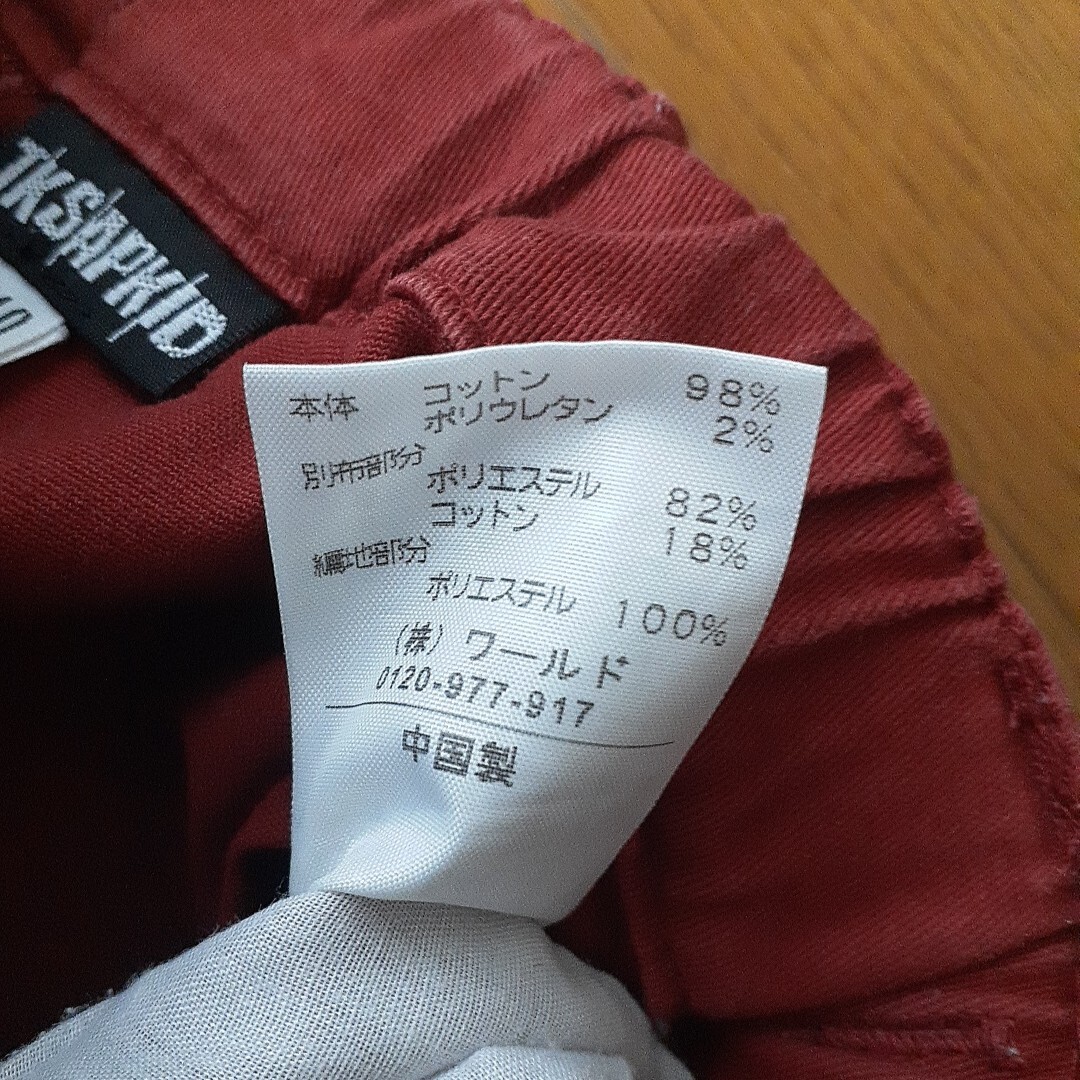 TKSAPKID
本体 コットン 98%
ポリウレタン 2%
別布部分
ポリエステル 82%
コットン 18%
編地部分
ポリエステル 100%
(株) ワールド
0120-977-917
中国製